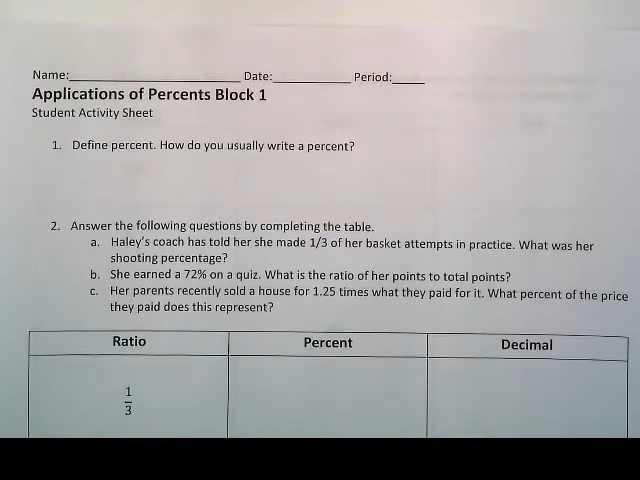 Name:____________________ Date:__________ Period:____
Applications of Percents Block 1
Student Activity Sheet
1. Define percent. How do you usually write a percent?
2. Answer the following questions by completing the table.
a. Haley's coach has told her she made 1/3 of her basket attempts in practice. What was her
shooting percentage?
b. She earned a 72% on a quiz. What is the ratio of her points to total points?
c. Her parents recently sold a house for 1.25 times what they paid for it. What percent of the price
they paid does this represent?
Ratio Percent Decimal
1
3